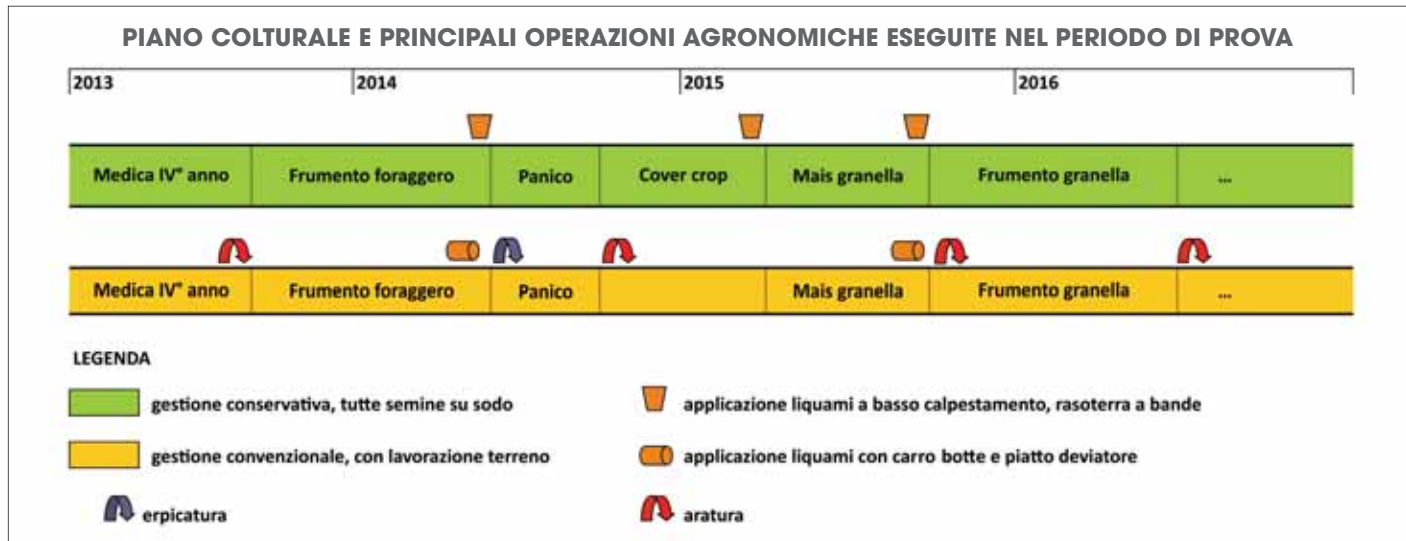 PIANO COLTURALE E PRINCIPALI OPERAZIONI AGRONOMICHE ESEGUITE NEL PERIODO DI PROVA
2013 2014 2015 2016
Medica IV° anno Frumento foraggero Panico Cover crop Mais granella Frumento granella ...
Medica IV° anno Frumento foraggero Panico Mais granella Frumento granella ...
LEGENDA
gestione conservativa, tutte semine su sodo
applicazione liquami a basso calpestamento, rasoterra a bande
gestione convenzionale, con lavorazione terreno
applicazione liquami con carro botte e piatto deviatore
erpicatura
aratura